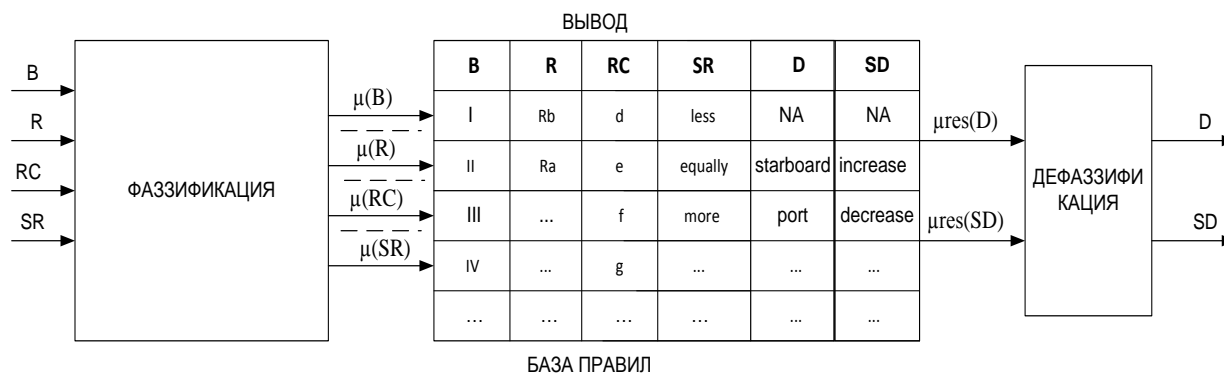 ВЫВОД
B
R
RC
SR
ФАЗЗИФИКАЦИЯ
μ(B)
μ(R)
μ(RC)
μ(SR)
B R RC SR D SD
I Rb d less NA NA
II Ra e equally starboard increase
III ... f more port decrease
IV ... g ... ... ...
... ... ... ... ... ...
БАЗА ПРАВИЛ
μres(D)
μres(SD)
ДЕФАЗЗИФИ
КАЦИЯ
D
SD